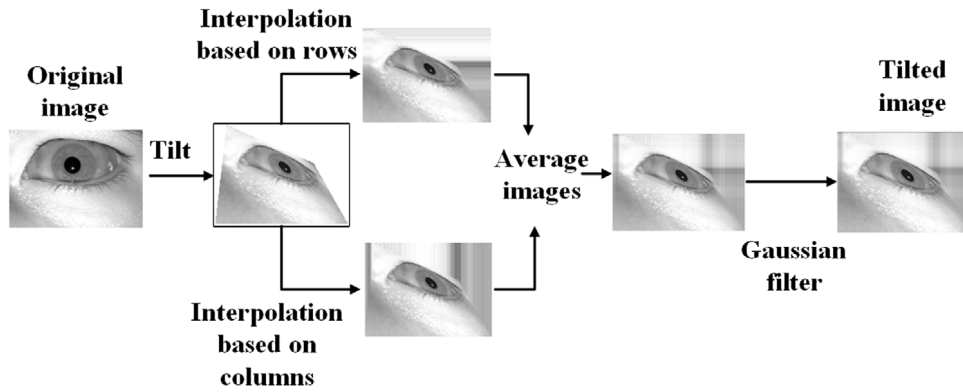 Original
image
Tilt
Interpolation
based on rows
Interpolation
based on
columns
Average
images
Gaussian
filter
Tilted
image